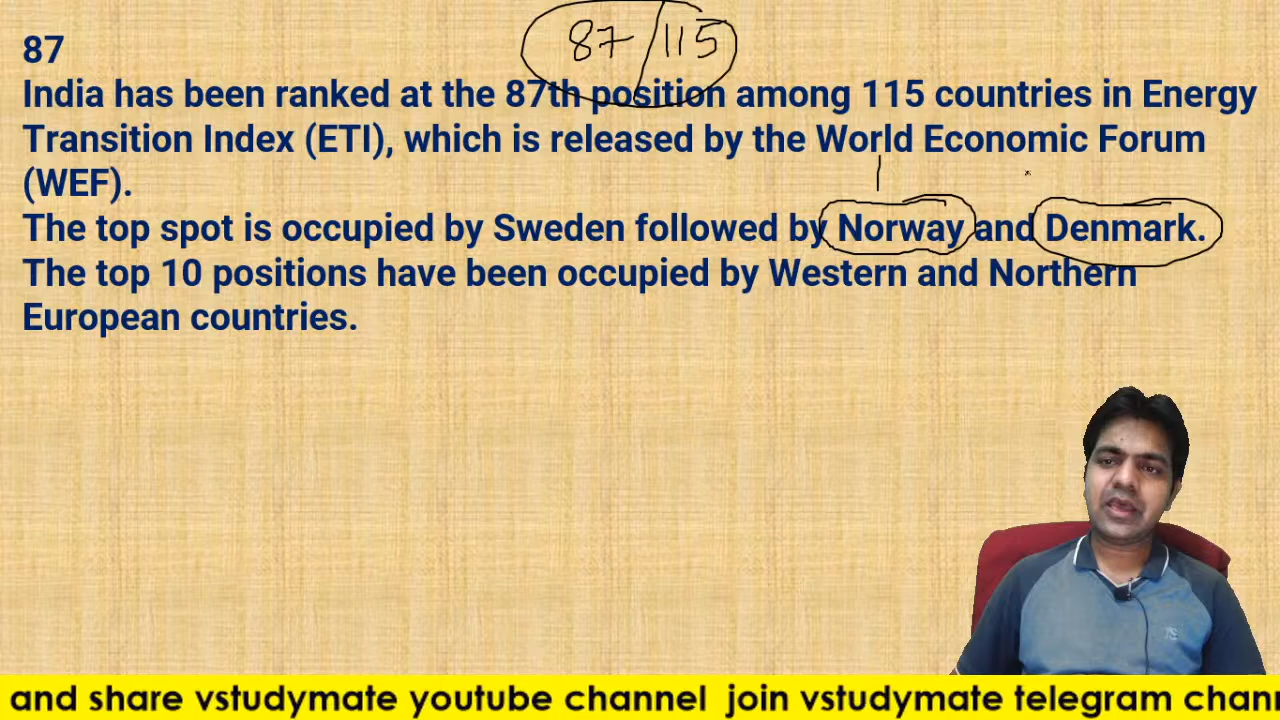 87/115
87
India has been ranked at the 87th position among 115 countries in Energy
Transition Index (ETI), which is released by the World Economic Forum
(WEF).
The top spot is occupied by Sweden followed by Norway and Denmark.
The top 10 positions have been occupied by Western and Northern
European countries.
and share vstudymate youtube channel join vstudymate telegram chan